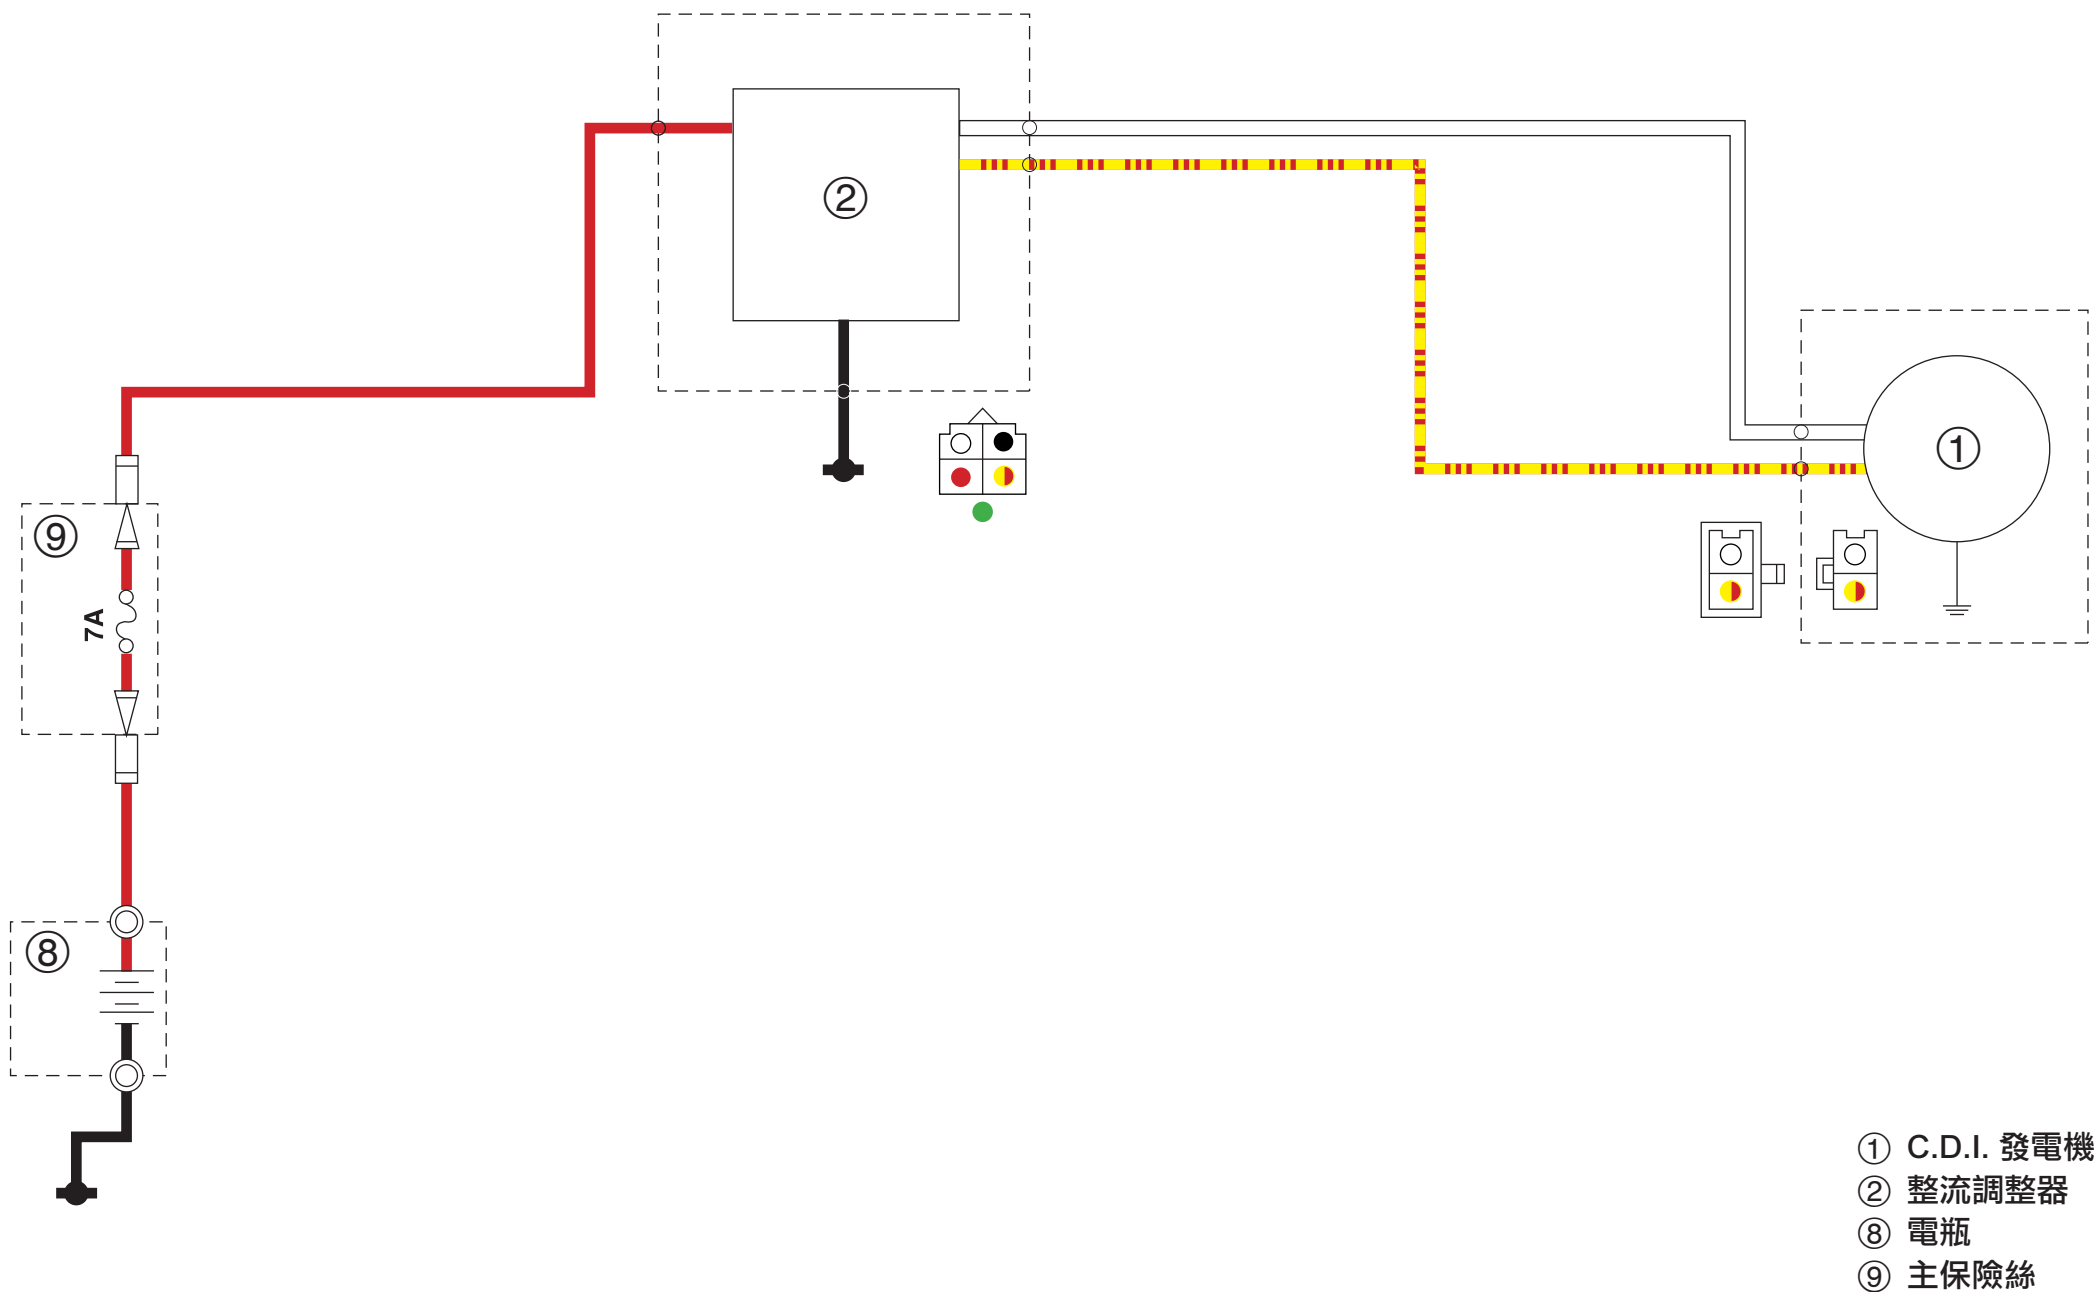 ②
①
⑨
7A
⑧
① C.D.I. 發電機
② 整流調整器
⑧ 電瓶
⑨ 主保險絲